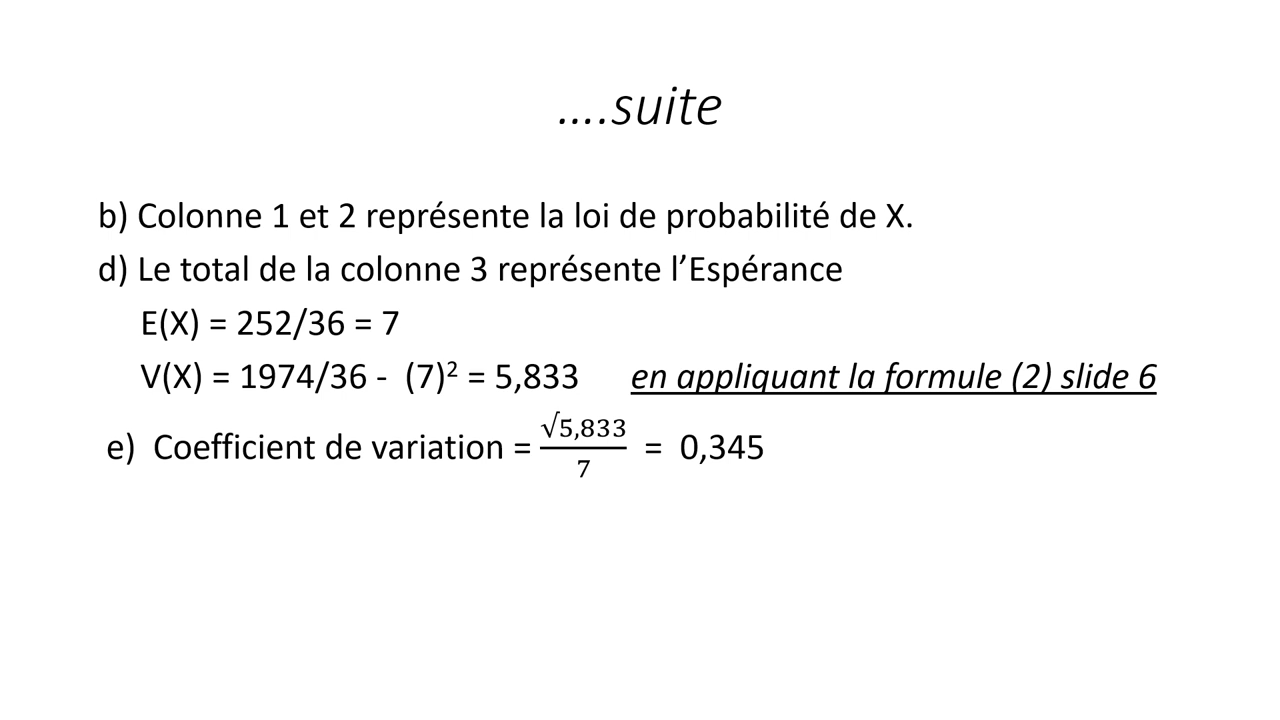 ….suite
b) Colonne 1 et 2 représente la loi de probabilité de X.
d) Le total de la colonne 3 représente l’Espérance
E(X) = 252/36 = 7
V(X) = 1974/36 - (7)² = 5,833 en appliquant la formule (2) slide 6
e) Coefficient de variation = √5,833/7 = 0,345